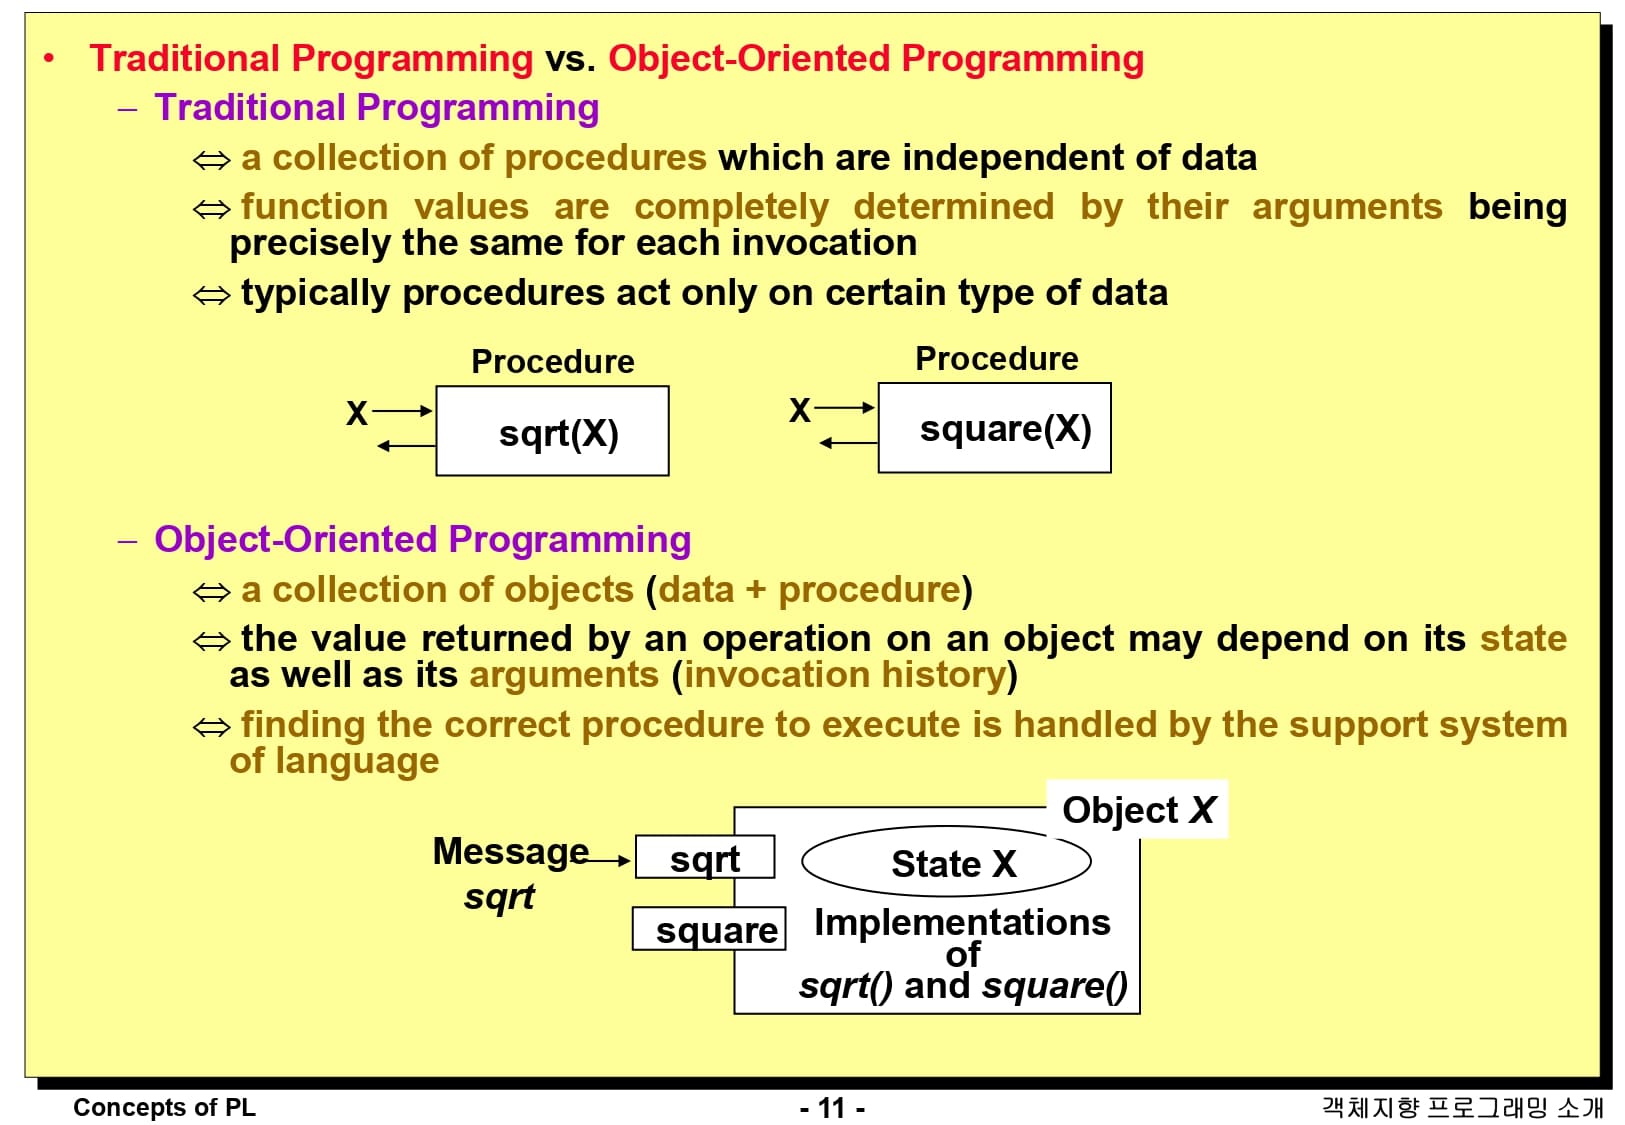 • Traditional Programming vs. Object-Oriented Programming
– Traditional Programming
⇔ a collection of procedures which are independent of data
⇔ function values are completely determined by their arguments being
precisely the same for each invocation
⇔ typically procedures act only on certain type of data
Procedure
X
sqrt(X)
Procedure
X
square(X)
– Object-Oriented Programming
⇔ a collection of objects (data + procedure)
⇔ the value returned by an operation on an object may depend on its state
as well as its arguments (invocation history)
⇔ finding the correct procedure to execute is handled by the support system
of language
Object X
Message
sqrt
sqrt
square
State X
Implementations
of
sqrt() and square()
Concepts of PL
- 11 -
객체지향 프로그래밍 소개